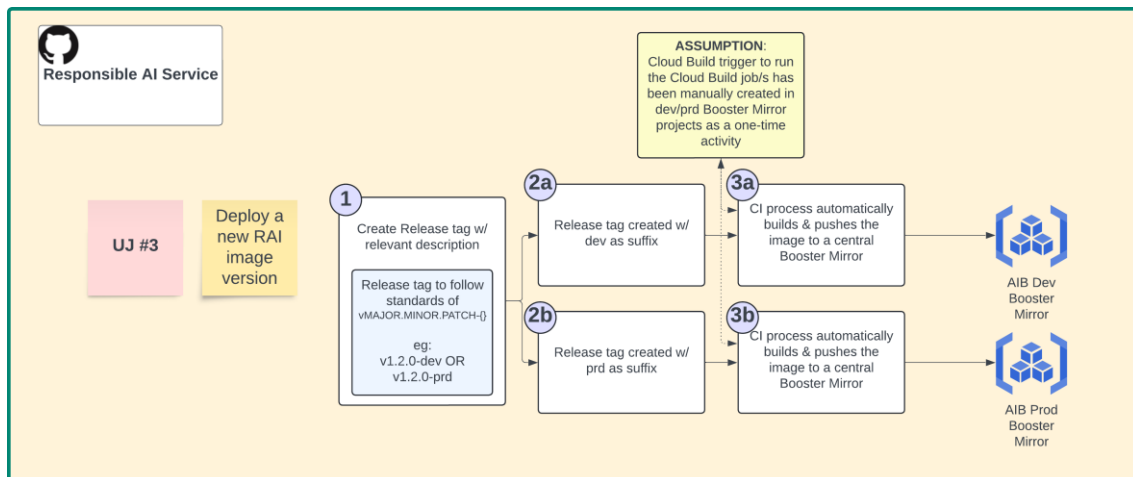 Responsible AI Service
ASSUMPTION:
Cloud Build trigger to run
the Cloud Build job/s has
been manually created in
dev/prd Booster Mirror
projects as a one-time
activity
UJ #3
Deploy a
new RAI
image
version
1
Create Release tag w/
relevant description
Release tag to follow
standards of
vMAJOR.MINOR.PATCH-{}
eg:
v1.2.0-dev OR
v1.2.0-prd
2a
Release tag created w/
dev as suffix
3a
CI process automatically
builds & pushes the
image to a central
Booster Mirror
AIB Dev
Booster
Mirror
2b
Release tag created w/
prd as suffix
3b
CI process automatically
builds & pushes the
image to a central
Booster Mirror
AIB Prod
Booster
Mirror